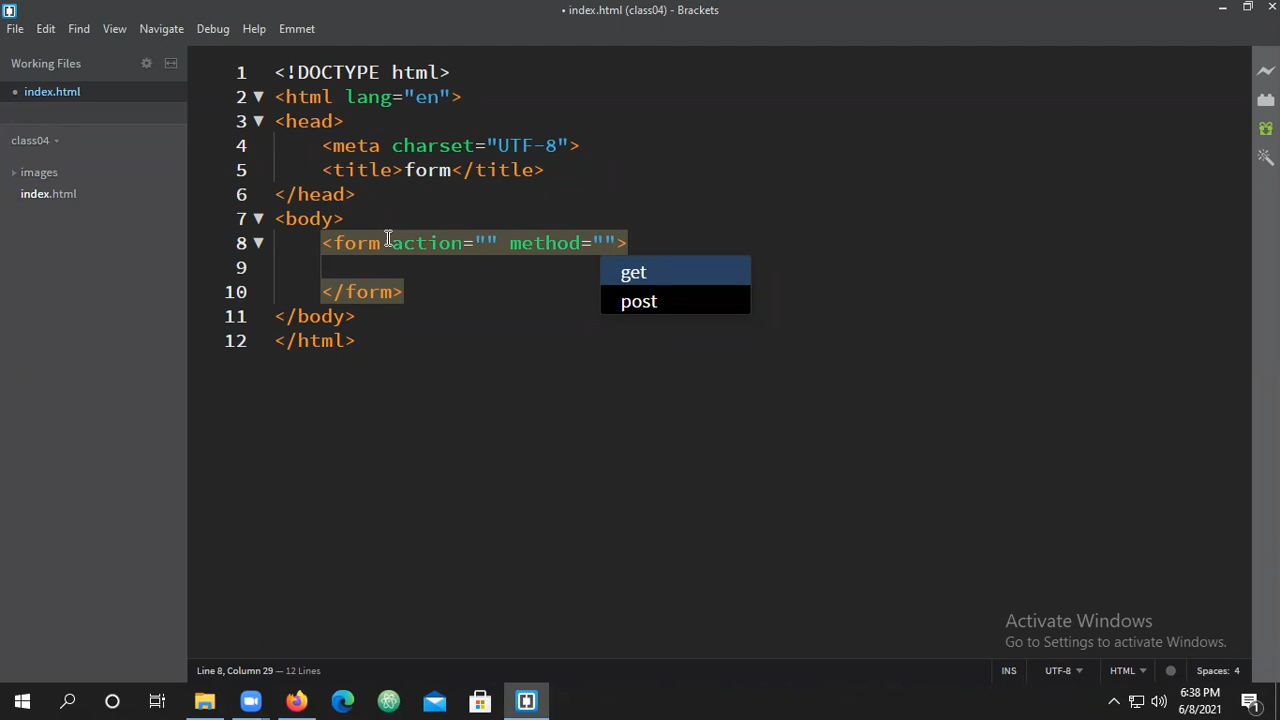 • index.html (class04) - Brackets
File Edit Find View Navigate Debug Help Emmet
Working Files
• index.html
class04
images
index.html
1 <!DOCTYPE html>
2 <html lang="en">
3 <head>
4 <meta charset="UTF-8">
5 <title>form</title>
6 </head>
7 <body>
8 <form action="" method="">
9
10 </form>
11 </body>
12 </html>
get
post
Activate Windows
Go to Settings to activate Windows.
Line 8, Column 29 — 12 Lines
INS UTF-8 HTML Spaces: 4
6:38 PM
6/8/2021
1